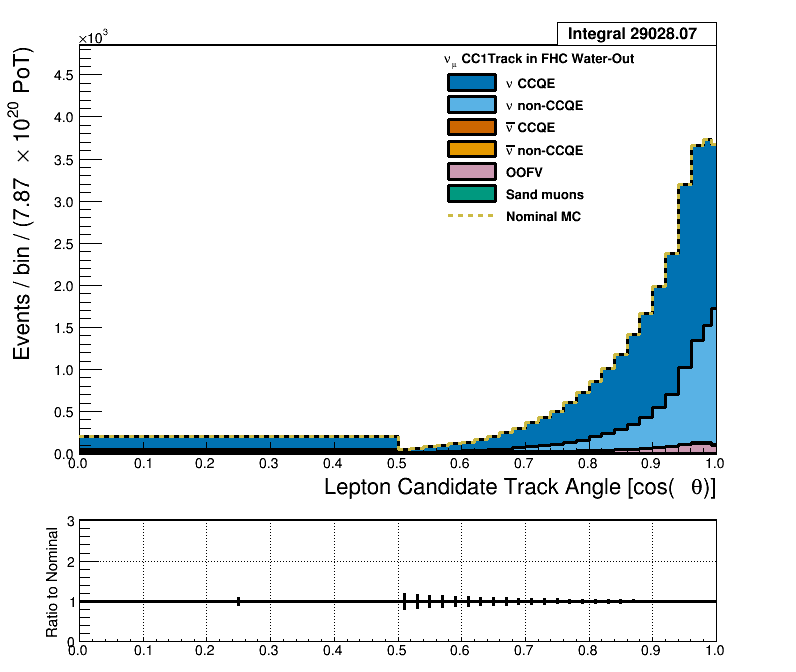 Integral 29028.07
×10³
ν_μ CC1Track in FHC Water-Out
ν CCQE
ν non-CCQE
ν̅ CCQE
ν̅ non-CCQE
OOFV
Sand muons
Nominal MC
Events / bin / (7.87 × 10²⁰ PoT)
4.5
4.0
3.5
3.0
2.5
2.0
1.5
1.0
0.5
0.0
0.0 0.1 0.2 0.3 0.4 0.5 0.6 0.7 0.8 0.9 1.0
Lepton Candidate Track Angle [cos( θ)]
Ratio to Nominal
3
2
1
0
0.0 0.1 0.2 0.3 0.4 0.5 0.6 0.7 0.8 0.9 1.0